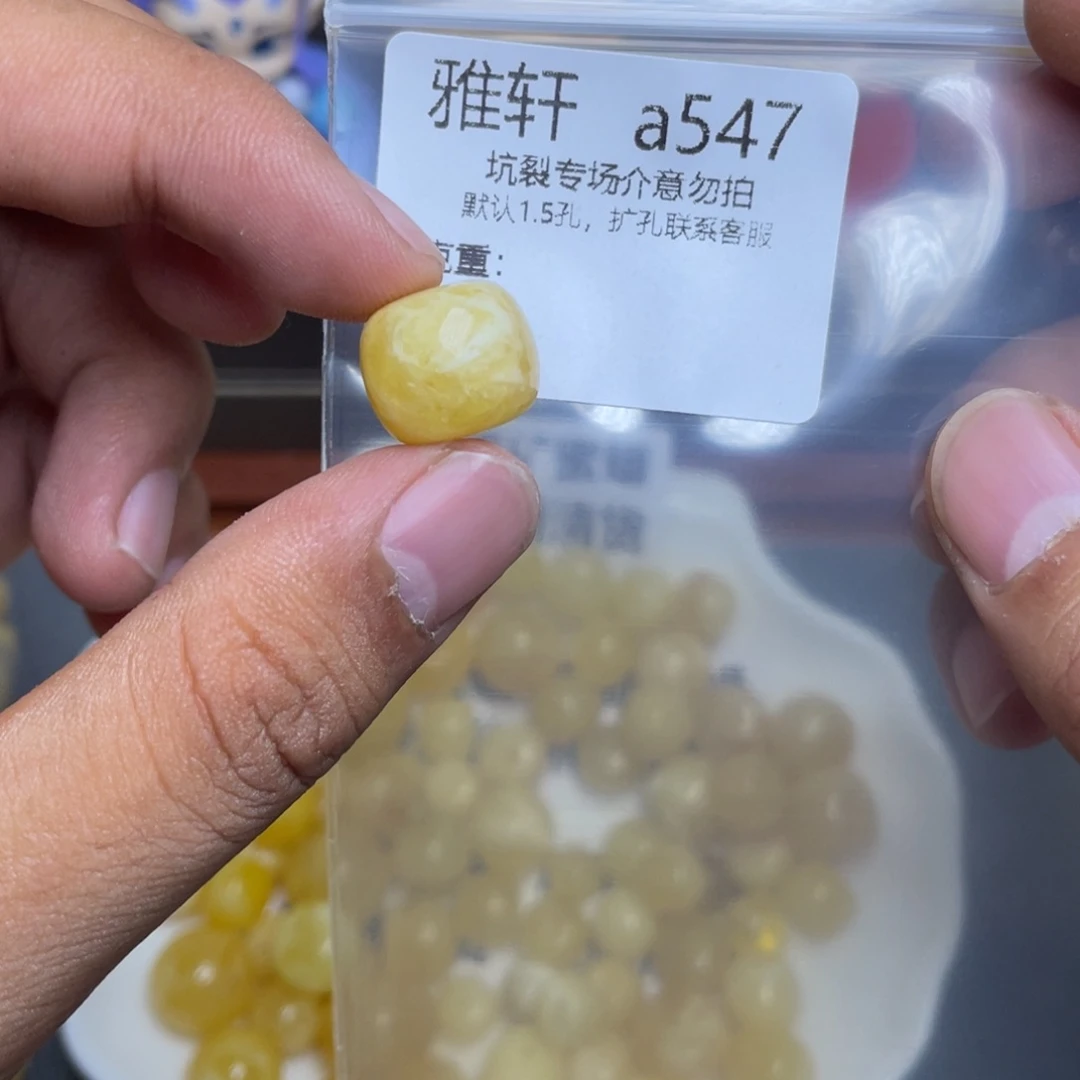 雅轩 a547
坑裂专场介意勿拍
默认1.5孔，扩孔联系客服
克重：